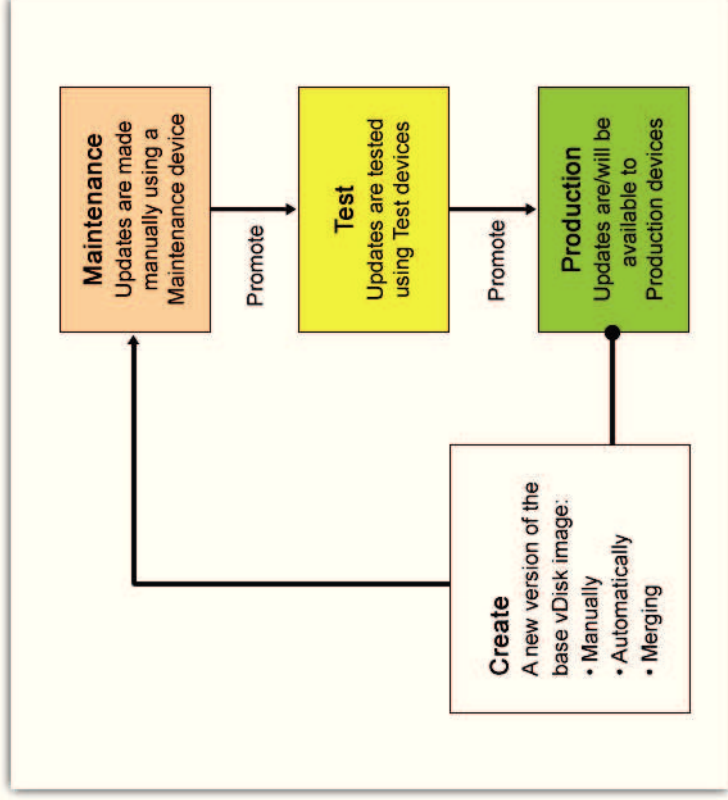 Create
A new version of the
base vDisk image:
• Manually
• Automatically
• Merging
Maintenance
Updates are made
manually using a
Maintenance device
Promote
Test
Updates are tested
using Test devices
Promote
Production
Updates are/will be
available to
Production devices